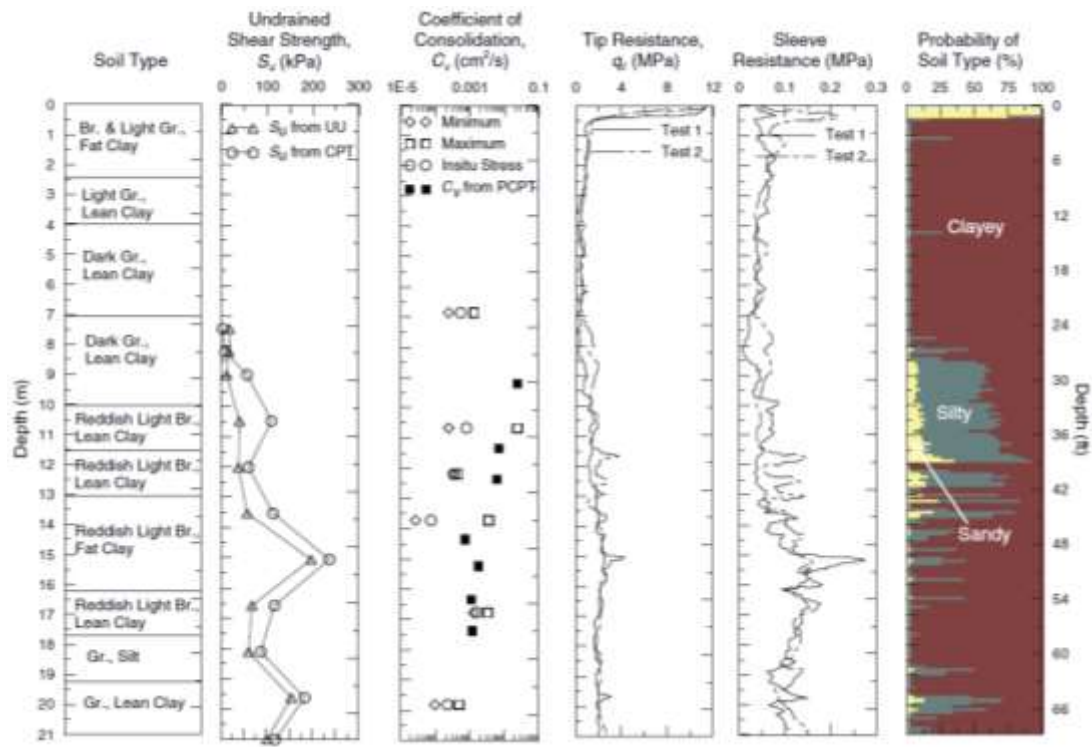 Soil Type
Undrained
Shear Strength,
Su (kPa)
0 100 200 300
Coefficient of
Consolidation,
Cv (cm²/s)
1E-5 0.001 0.1
Tip Resistance,
qc (MPa)
0 4 8 12
Sleeve
Resistance (MPa)
0 0.1 0.2 0.3
Probability of
Soil Type (%)
0 25 50 75 100
Depth (m)
0
1
2
3
4
5
6
7
8
9
10
11
12
13
14
15
16
17
18
19
20
21
Br. & Light Gr.,
Fat Clay
Light Gr.,
Lean Clay
Dark Gr.,
Lean Clay
Dark Gr.,
Lean Clay
Reddish Light Br.,
Lean Clay
Reddish Light Br.,
Lean Clay
Reddish Light Br.,
Fat Clay
Reddish Light Br.,
Lean Clay
Gr., Silt
Gr., Lean Clay
SU from UU
SU from CPT
Minimum
Maximum
Insitu Stress
CV from PCPT
Test 1
Test 2
Test 1
Test 2
Clayey
Silty
Sandy
0
6
12
18
24
30
36
42
48
54
60
66
Depth (ft)